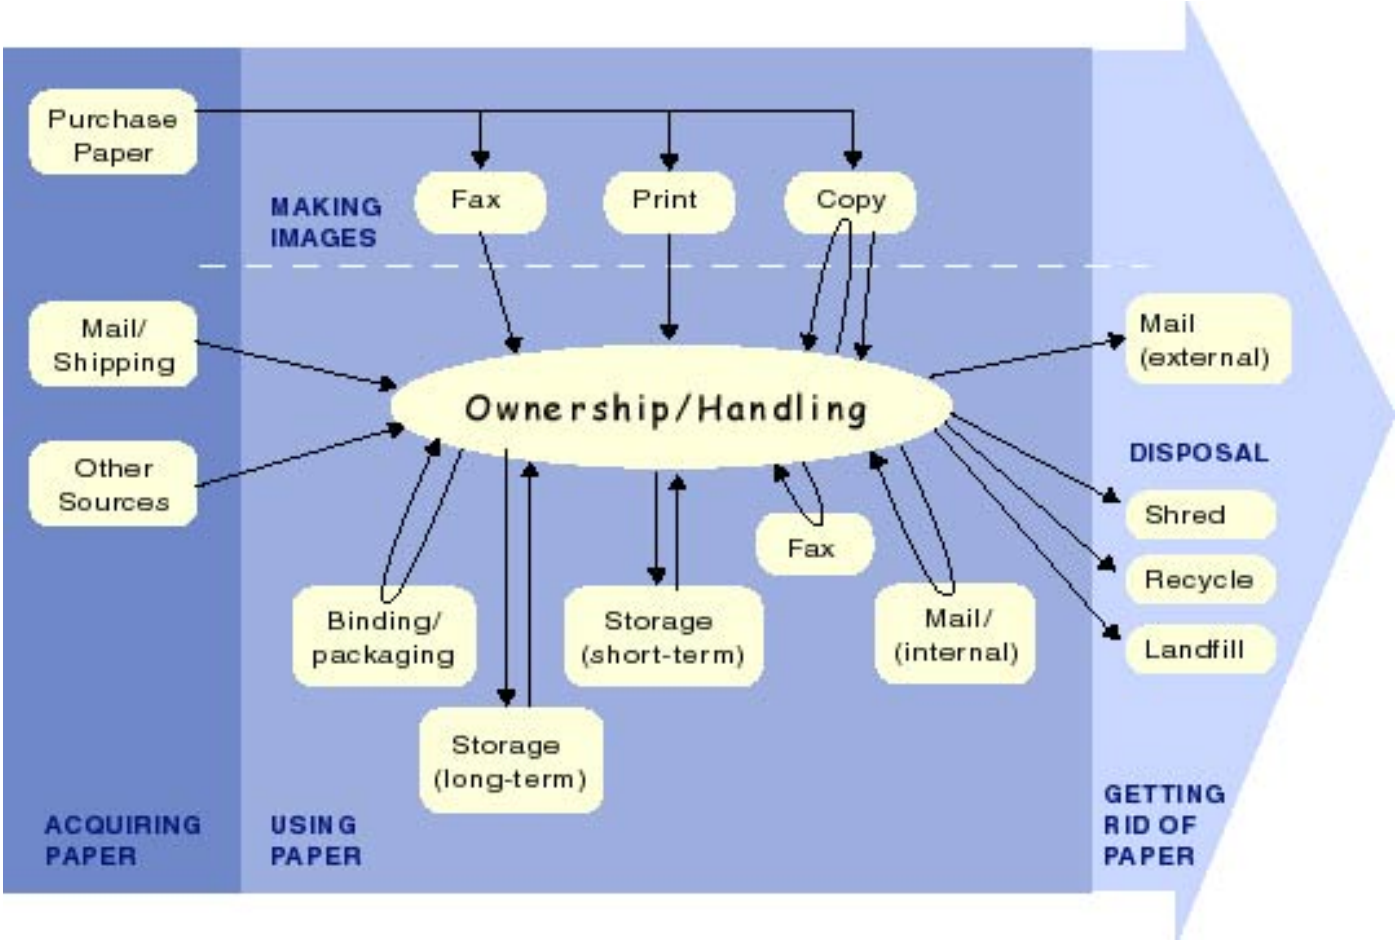 Purchase
Paper
Fax
Print
Copy
MAKING
IMAGES
Mail/
Shipping
Mail
(external)
Ownership/Handling
Other
Sources
DISPOSAL
Shred
Fax
Recycle
Binding/
packaging
Storage
(short-term)
Mail/
(internal)
Landfill
Storage
(long-term)
ACQUIRING
PAPER
USING
PAPER
GETTING
RID OF
PAPER